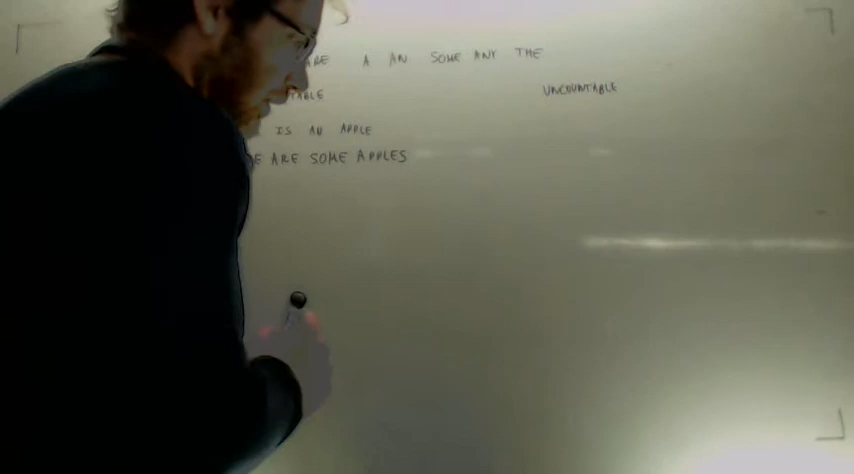 A AN SOME ANY THE
UNCOUNTABLE
IS AN APPLE
ARE SOME APPLES